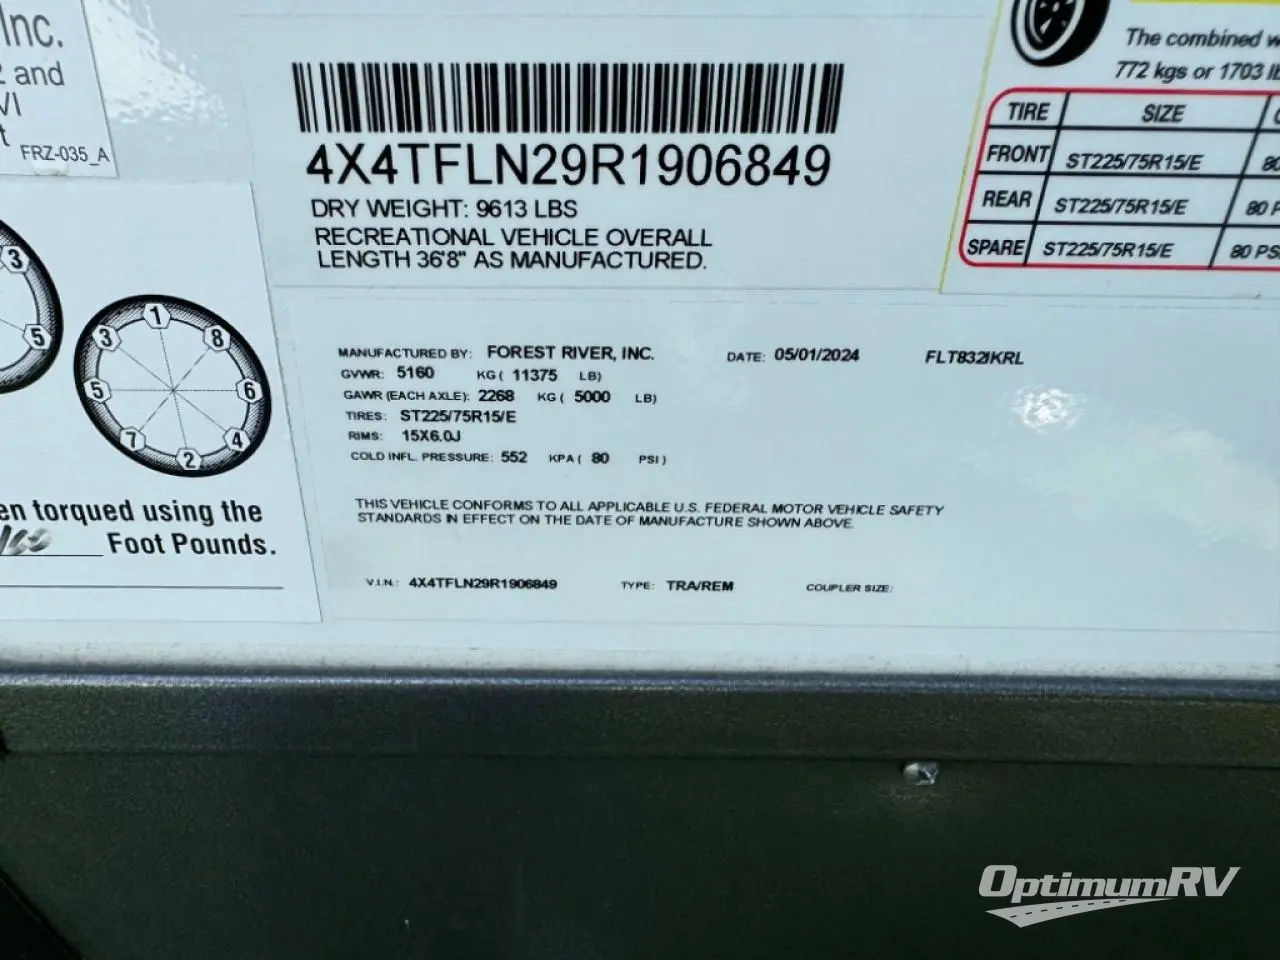 Inc.
2 and
VI
t
FRZ-035_A
4X4TFLN29R1906849
DRY WEIGHT: 9613 LBS
RECREATIONAL VEHICLE OVERALL
LENGTH 36'8" AS MANUFACTURED.
The combined w
772 kgs or 1703 lb
TIRE SIZE
FRONT ST225/75R15/E 80
REAR ST225/75R15/E 80 P
SPARE ST225/75R15/E 80 PS
3
5
1
8
6
4
2
7
5
3
en torqued using the
Foot Pounds.
MANUFACTURED BY: FOREST RIVER, INC. DATE: 05/01/2024 FLT832IKRL
GVWR: 5160 KG ( 11375 LB)
GAWR (EACH AXLE): 2268 KG ( 5000 LB)
TIRES: ST225/75R15/E
RIMS: 15X6.0J
COLD INFL. PRESSURE: 552 KPA ( 80 PSI )
THIS VEHICLE CONFORMS TO ALL APPLICABLE U.S. FEDERAL MOTOR VEHICLE SAFETY
STANDARDS IN EFFECT ON THE DATE OF MANUFACTURE SHOWN ABOVE.
V.I.N.: 4X4TFLN29R1906849 TYPE: TRA/REM COUPLER SIZE:
OptimumRV